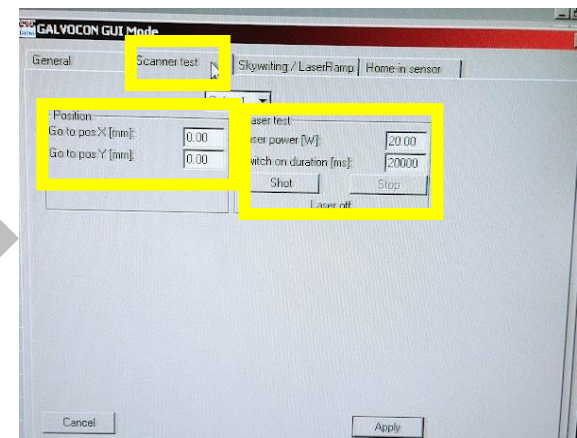 GALVOCON GUI Mode
General Scanner test Skywriting / LaserRamp Home-in sensor
Position
Go to pos X [mm]: 0.00
Go to pos Y [mm]: 0.00
aser test
aser power [W]: 20.00
witch on duration [ms]: 20000
Shot Stop
Laser off
Cancel Apply